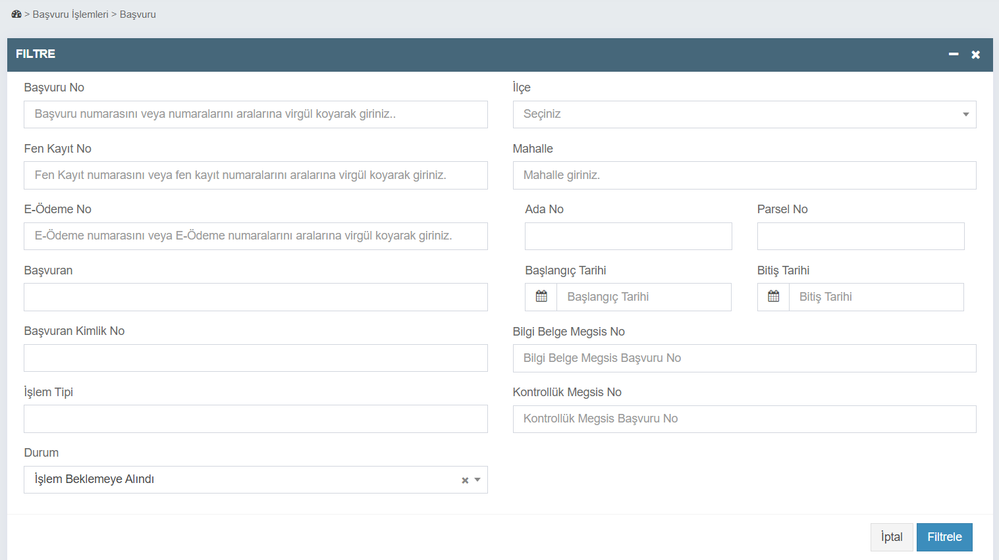 > Başvuru İşlemleri > Başvuru
FILTRE
Başvuru No
Başvuru numarasını veya numaralarını aralarına virgül koyarak giriniz..
İlçe
Seçiniz
Fen Kayıt No
Fen Kayıt numarasını veya fen kayıt numaralarını aralarına virgül koyarak giriniz.
Mahalle
Mahalle giriniz.
E-Ödeme No
E-Ödeme numarasını veya E-Ödeme numaralarını aralarına virgül koyarak giriniz.
Ada No
Parsel No
Başvuran
Başlangıç Tarihi
Başlangıç Tarihi
Bitiş Tarihi
Bitiş Tarihi
Başvuran Kimlik No
Bilgi Belge Megsis No
Bilgi Belge Megsis Başvuru No
İşlem Tipi
Kontrollük Megsis No
Kontrollük Megsis Başvuru No
Durum
İşlem Beklemeye Alındı
İptal
Filtrele